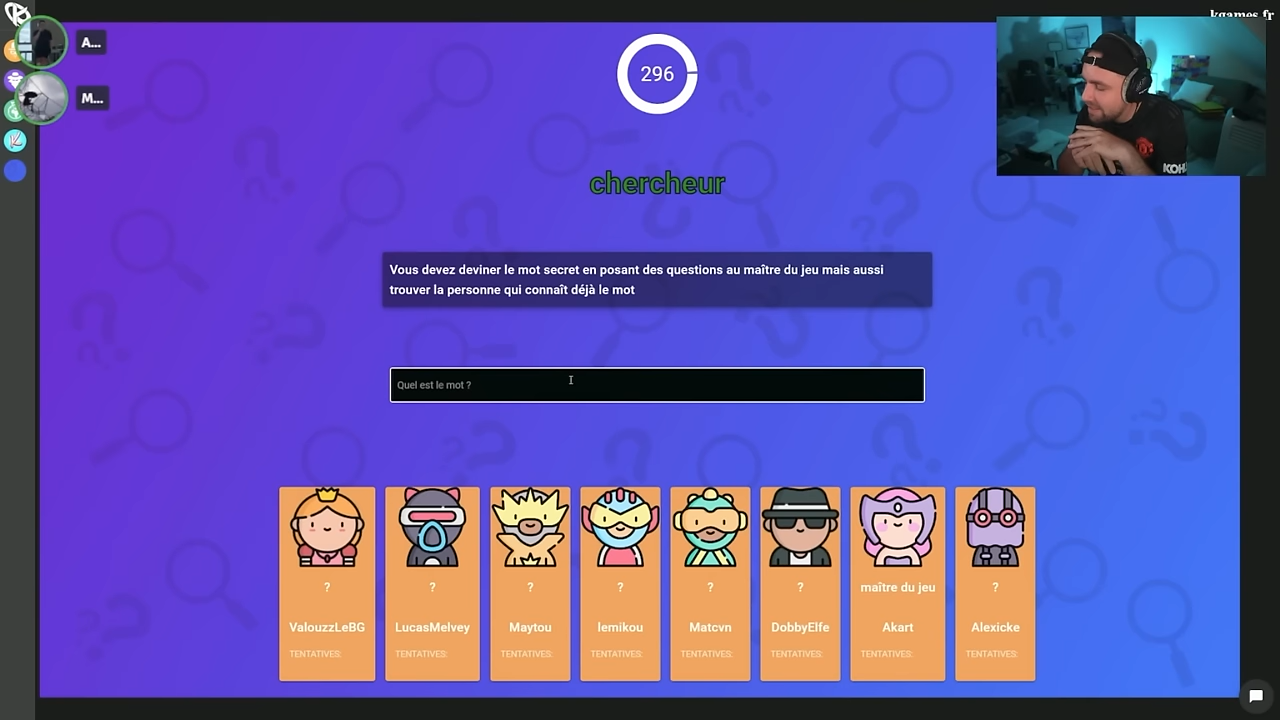 kgames.fr
A...
296
M...
chercheur
Vous devez deviner le mot secret en posant des questions au maître du jeu mais aussi
trouver la personne qui connaît déjà le mot
Quel est le mot ?
? ? ? ? ? ? maître du jeu ?
ValouzzLeBG LucasMelvey Maytou lemikou Matcvn DobbyElfe Akart Alexicke
TENTATIVES: TENTATIVES: TENTATIVES: TENTATIVES: TENTATIVES: TENTATIVES: TENTATIVES: TENTATIVES: